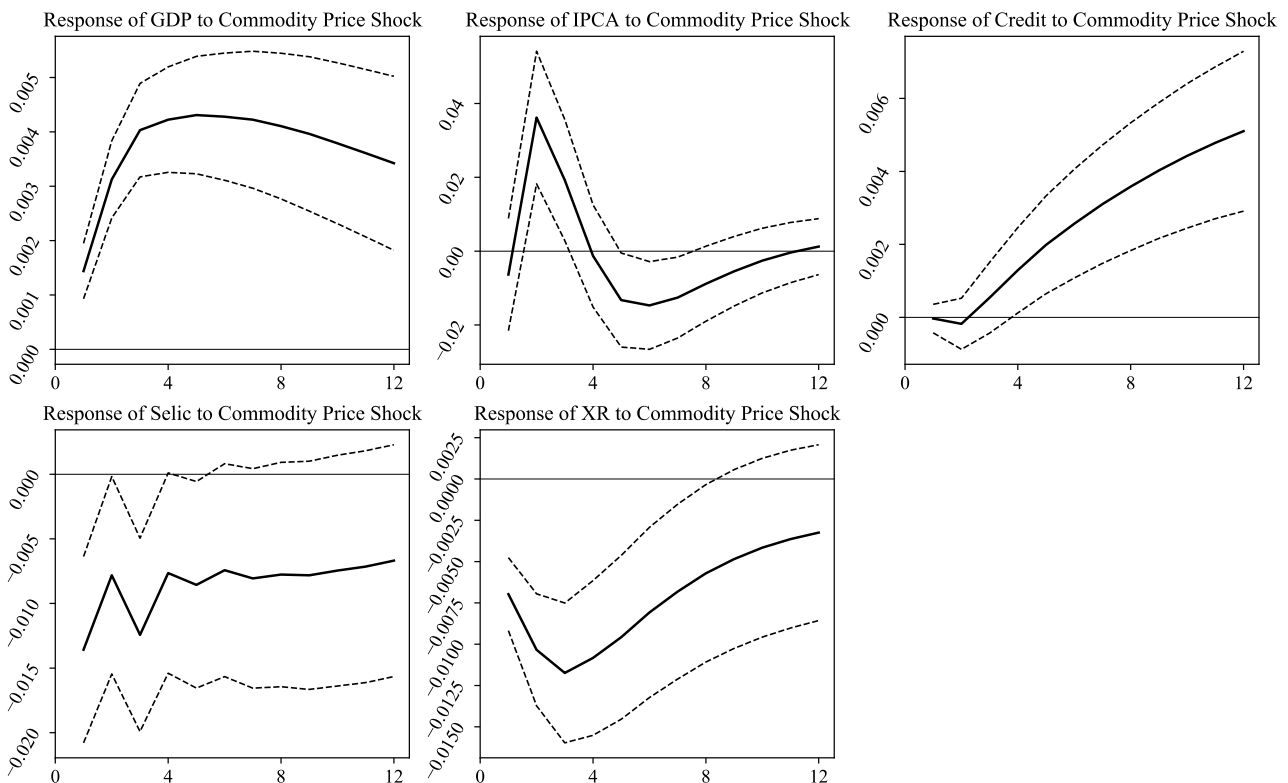 Response of GDP to Commodity Price Shock
0.005
0.004
0.003
0.002
0.001
0.000
0 4 8 12
Response of IPCA to Commodity Price Shock
0.04
0.02
0.00
−0.02
0 4 8 12
Response of Credit to Commodity Price Shock
0.006
0.004
0.002
0.000
0 4 8 12
Response of Selic to Commodity Price Shock
0.000
−0.005
−0.010
−0.015
−0.020
0 4 8 12
Response of XR to Commodity Price Shock
0.0025
0.0000
−0.0025
−0.0050
−0.0075
−0.0100
−0.0125
−0.0150
0 4 8 12